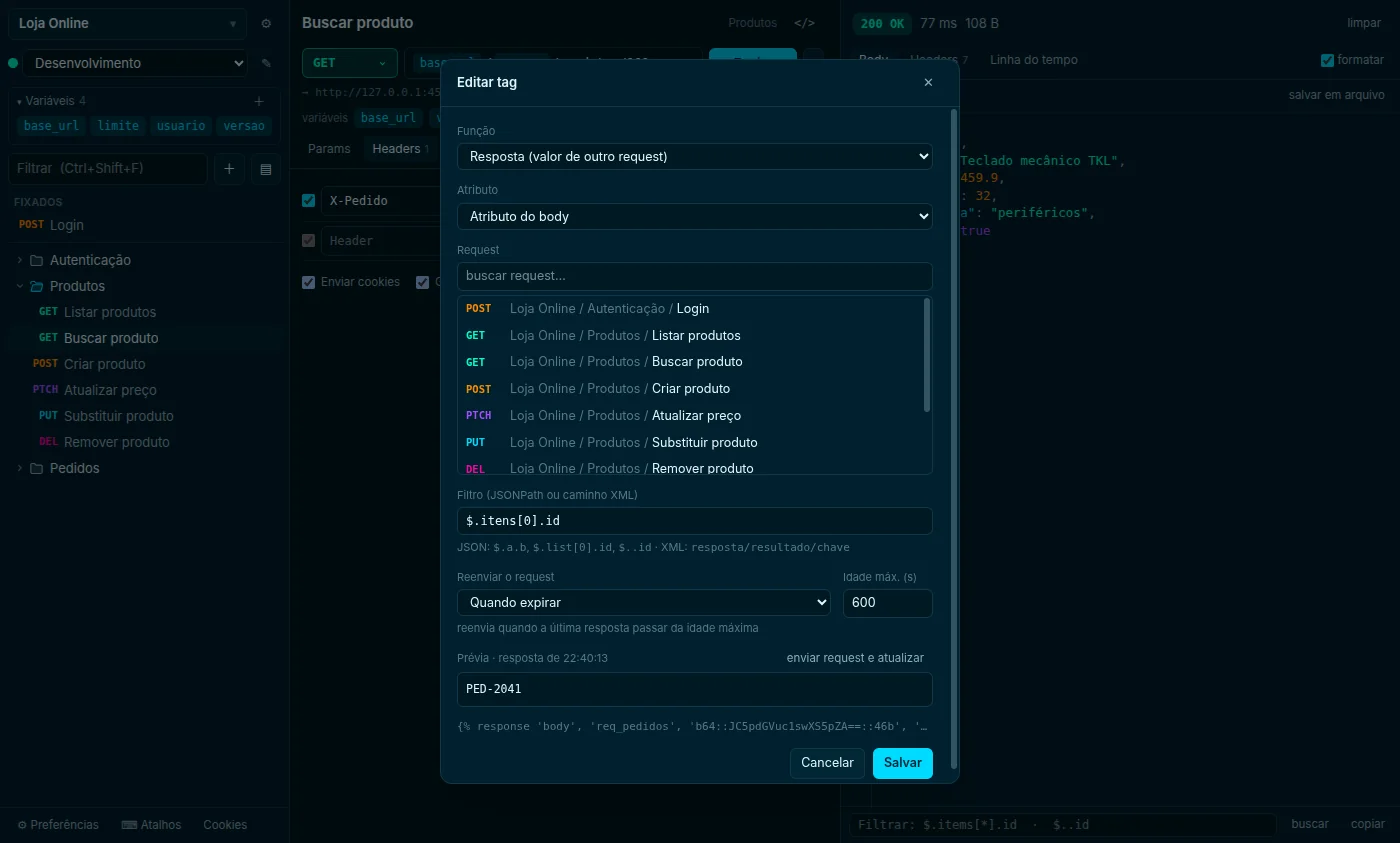 Loja Online
Desenvolvimento
Variáveis 4
base_url limite usuario versao
Filtrar (Ctrl+Shift+F)
FIXADOS
POST Login
Autenticação
Produtos
GET Listar produtos
GET Buscar produto
POST Criar produto
PTCH Atualizar preço
PUT Substituir produto
DEL Remover produto
Pedidos
Preferências Atalhos Cookies
Buscar produto Produtos </>
GET
→ http://127.0.0.1:45
variáveis base_url
Params Headers 1
X-Pedido
Header
Enviar cookies
Editar tag ×
Função
Resposta (valor de outro request)
Atributo
Atributo do body
Request
buscar request...
POST Loja Online / Autenticação / Login
GET Loja Online / Produtos / Listar produtos
GET Loja Online / Produtos / Buscar produto
POST Loja Online / Produtos / Criar produto
PTCH Loja Online / Produtos / Atualizar preço
PUT Loja Online / Produtos / Substituir produto
DEL Loja Online / Produtos / Remover produto
Filtro (JSONPath ou caminho XML)
$.itens[0].id
JSON: $.a.b, $.list[0].id, $..id · XML: resposta/resultado/chave
Reenviar o request Idade máx. (s)
Quando expirar 600
reenvia quando a última resposta passar da idade máxima
Prévia · resposta de 22:40:13 enviar request e atualizar
PED-2041
{% response 'body', 'req_pedidos', 'b64::JC5pdGVuc1swXS5pZA==::46b', '…
Cancelar Salvar
200 OK 77 ms 108 B limpar
Body Headers 7 Linha do tempo formatar
salvar em arquivo
,
Teclado mecânico TKL",
459.9,
: 32,
a": "periféricos",
true
Filtrar: $.items[*].id · $..id buscar copiar